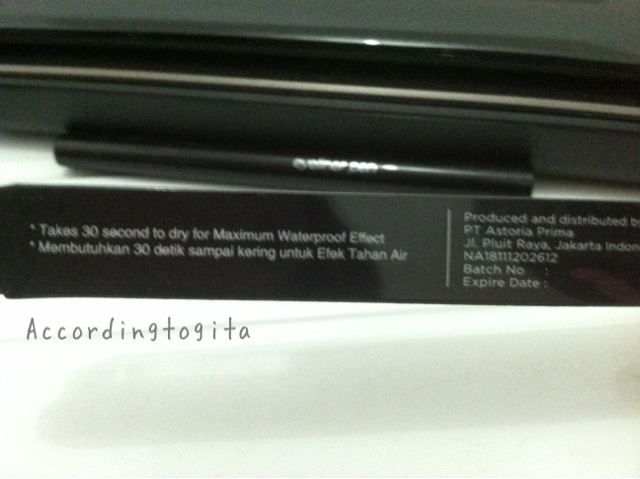 * Takes 30 second to dry for Maximum Waterproof Effect
* Membutuhkan 30 detik sampai kering untuk Efek Tahan Air
Produced and distributed b
PT Astoria Prima
Jl. Pluit Raya, Jakarta Indon
NA18111202612
Batch No :
Expire Date :
Accordingtogita